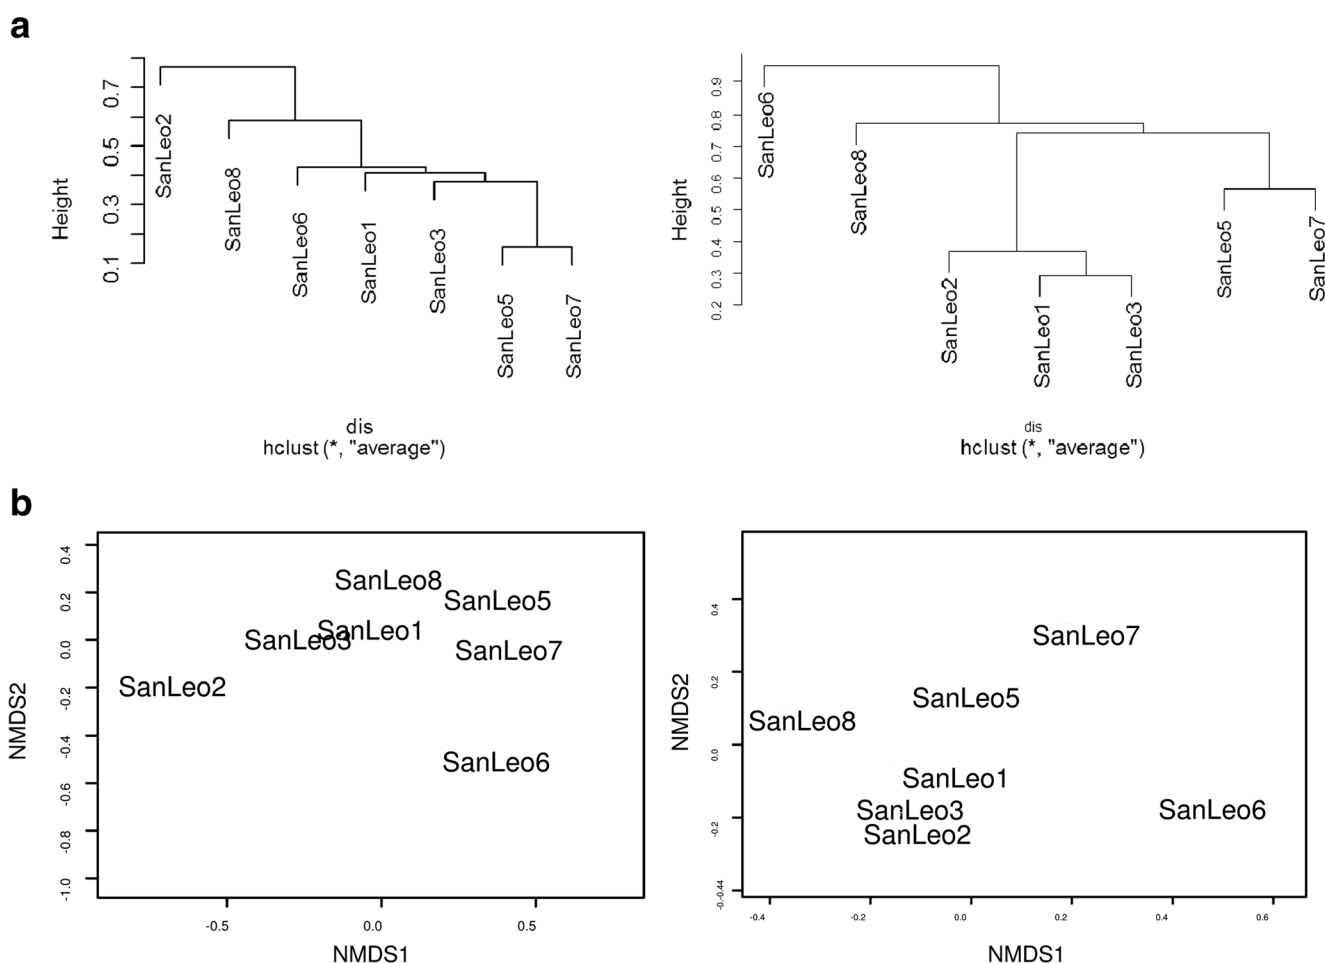 a
Height
0.7
0.5
0.3
0.1
SanLeo2
SanLeo8
SanLeo6
SanLeo1
SanLeo3
SanLeo5
SanLeo7
dis
hclust (*, "average")
Height
0.9
0.8
0.7
0.6
0.5
0.4
0.3
0.2
SanLeo6
SanLeo8
SanLeo2
SanLeo1
SanLeo3
SanLeo5
SanLeo7
dis
hclust (*, "average")
b
NMDS2
0.4
0.2
0.0
-0.2
-0.4
-0.6
-0.8
-1.0
SanLeo8
SanLeo5
SanLeo1
SanLeo3
SanLeo7
SanLeo2
SanLeo6
-0.5
0.0
0.5
NMDS1
NMDS2
0.4
0.2
0.0
-0.2
-0.-0.44
SanLeo7
SanLeo5
SanLeo8
SanLeo1
SanLeo3
SanLeo6
SanLeo2
-0.4
-0.2
0.0
0.2
0.4
0.6
NMDS1